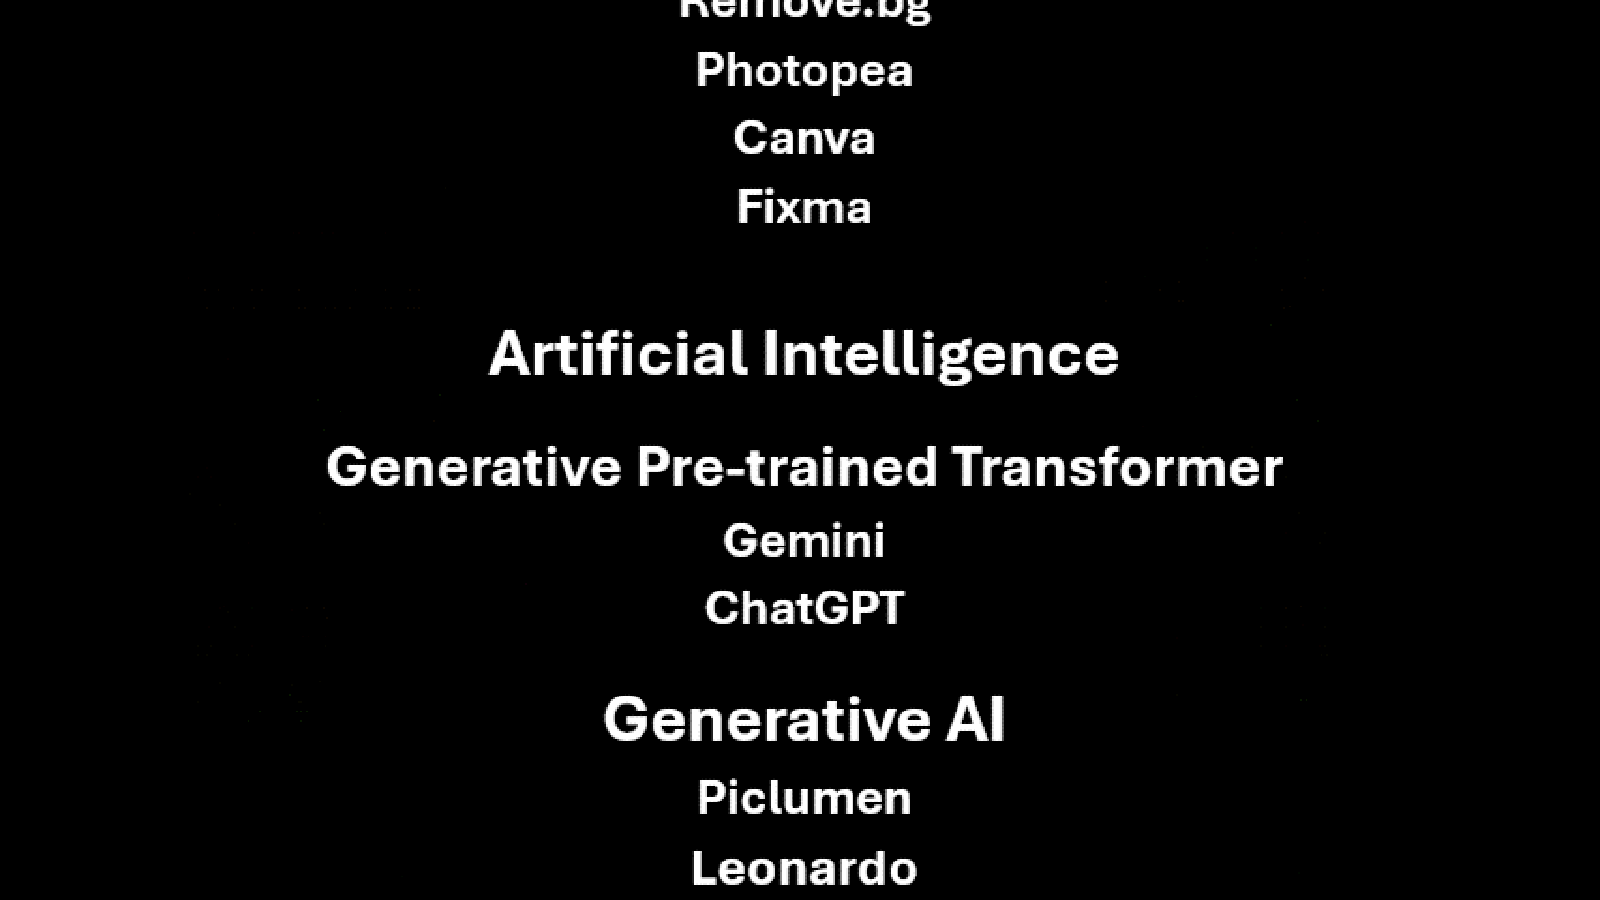 Remove.bg
Photopea
Canva
Fixma
Artificial Intelligence
Generative Pre-trained Transformer
Gemini
ChatGPT
Generative AI
Piclumen
Leonardo